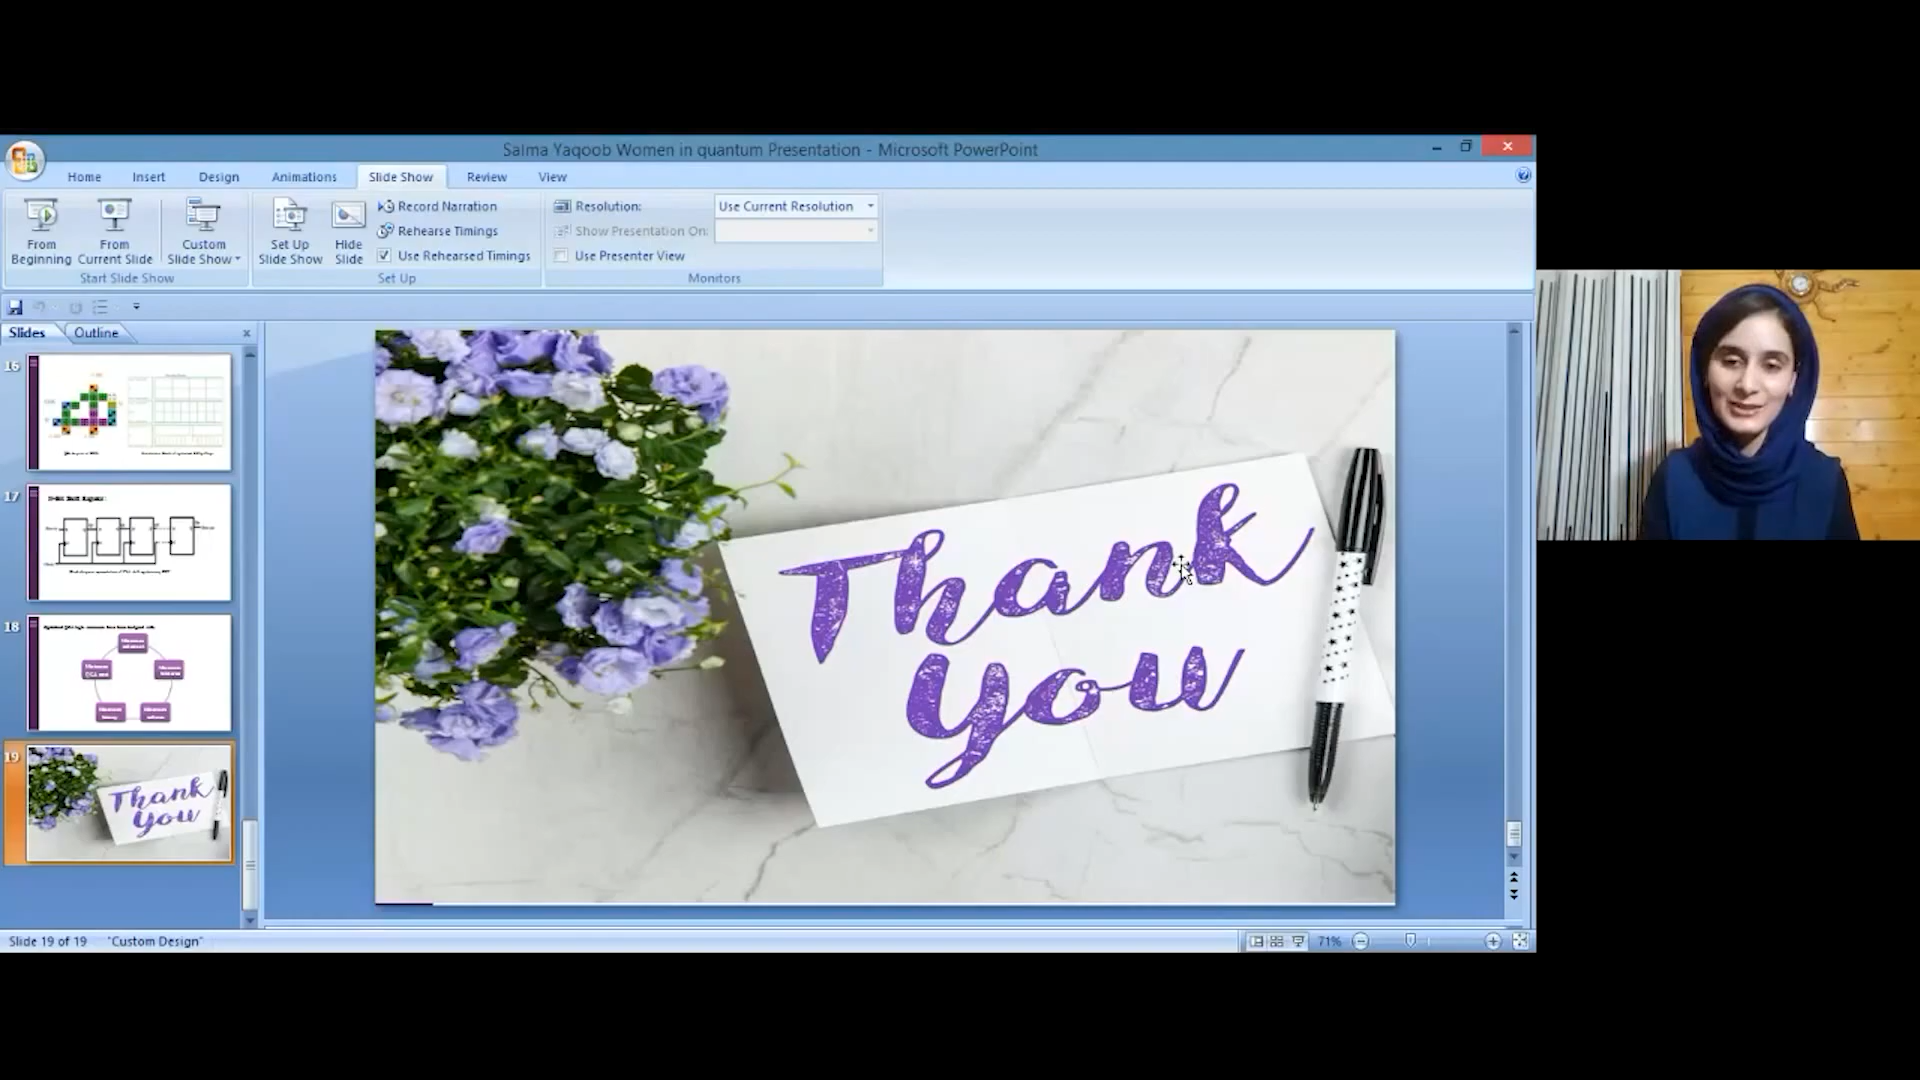 Salma Yaqoob Women in quantum Presentation - Microsoft PowerPoint
Home Insert Design Animations Slide Show Review View
From Beginning
From Current Slide
Custom Slide Show
Start Slide Show
Set Up Slide Show
Hide Slide
Record Narration
Rehearse Timings
Use Rehearsed Timings
Set Up
Resolution: Use Current Resolution
Show Presentation On:
Use Presenter View
Monitors
Slides Outline
16
17
18
19
Thank
You
Thank
You
Slide 19 of 19 "Custom Design" 71%